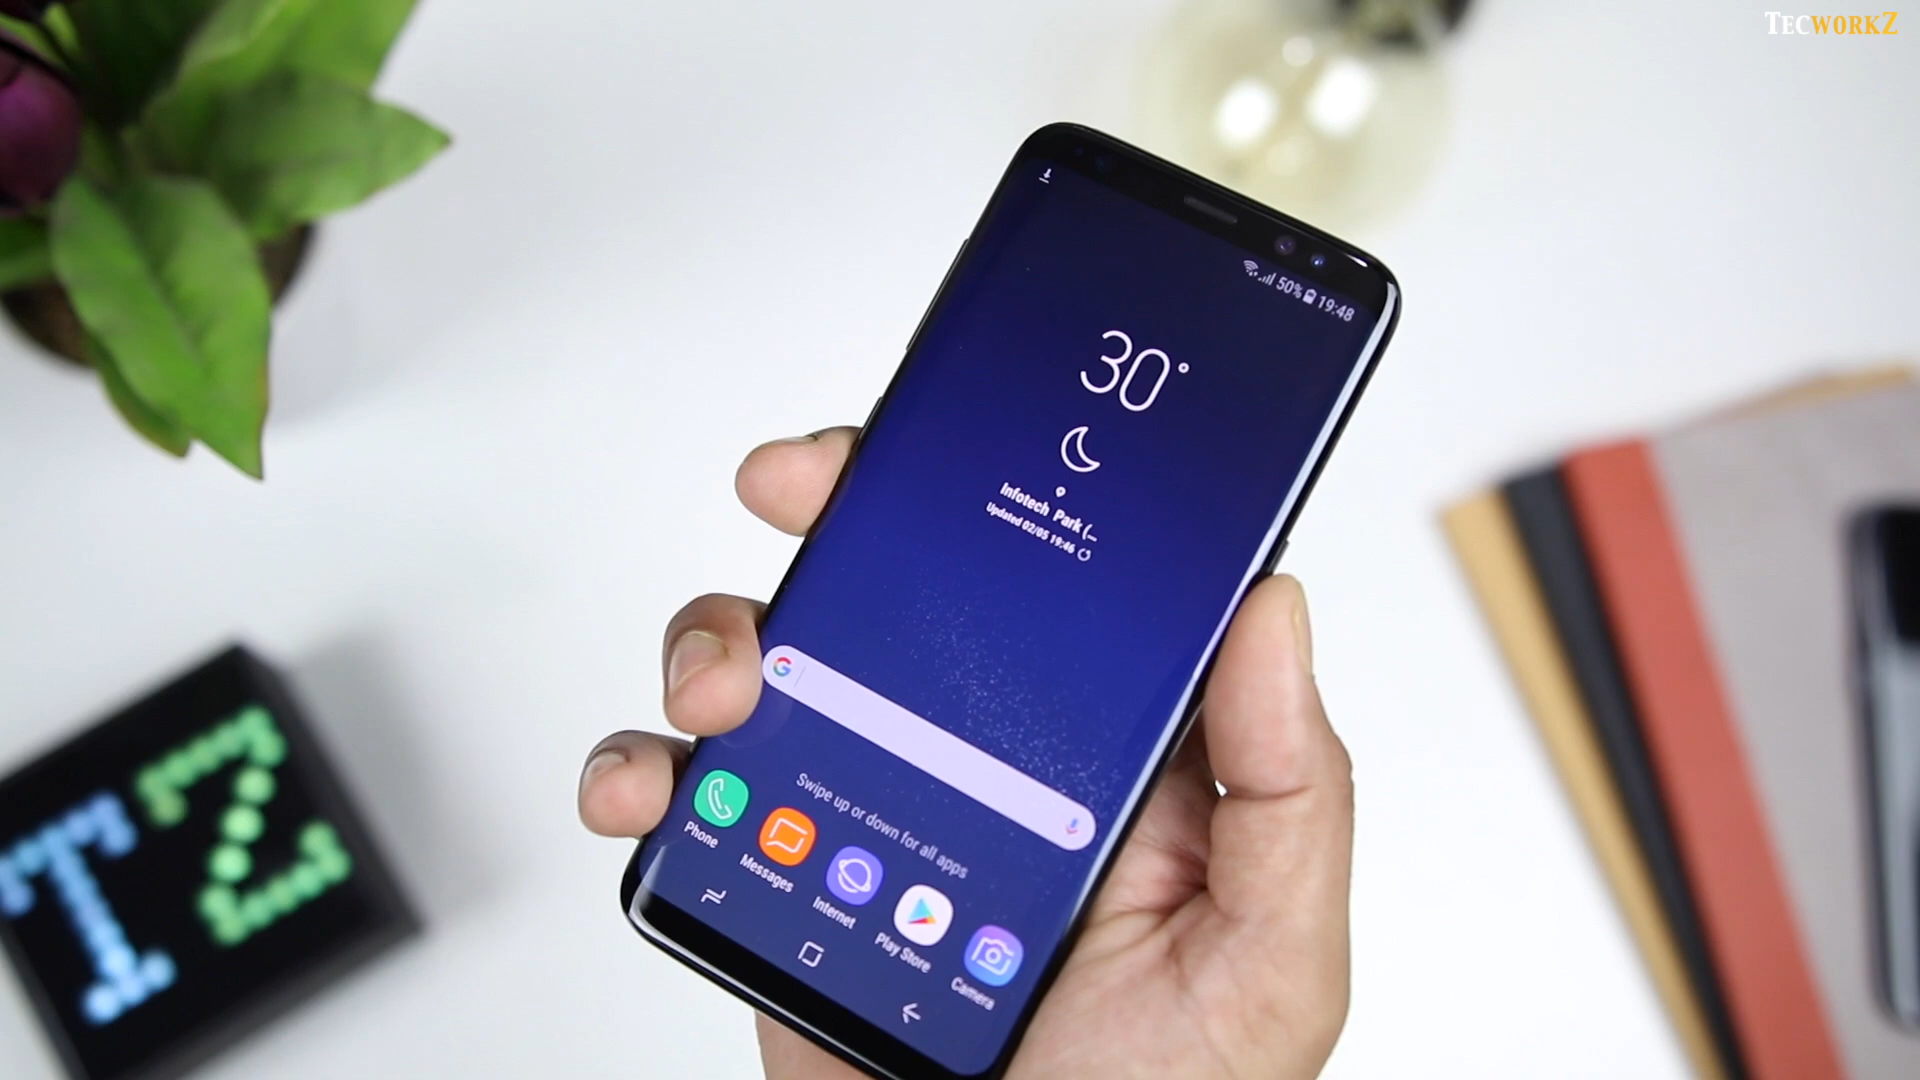 TECWORKZ
50% 19:48
30°
Infotech Park (...
Updated 02/05 19:46
G
Swipe up or down for all apps
Phone
Messages
Internet
Play Store
Camera
TZ